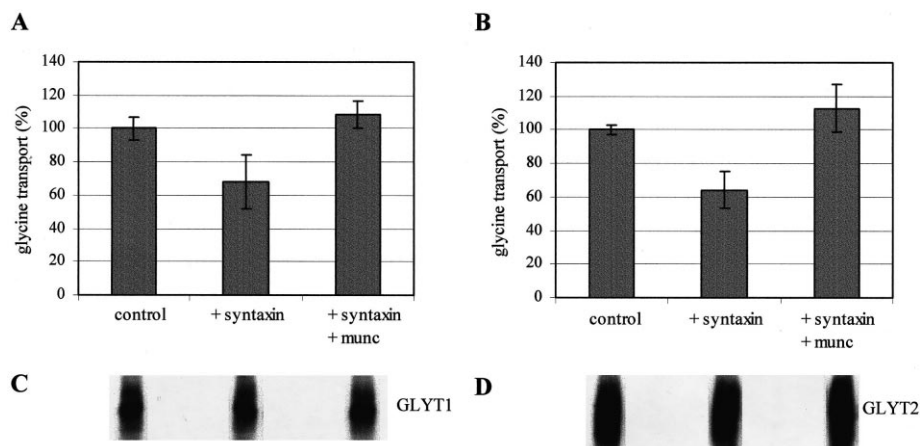 A
glycine transport (%)
140
120
100
80
60
40
20
0
control
+ syntaxin
+ syntaxin
+ munc
B
glycine transport (%)
140
120
100
80
60
40
20
0
control
+ syntaxin
+ syntaxin
+ munc
C
GLYT1
D
GLYT2